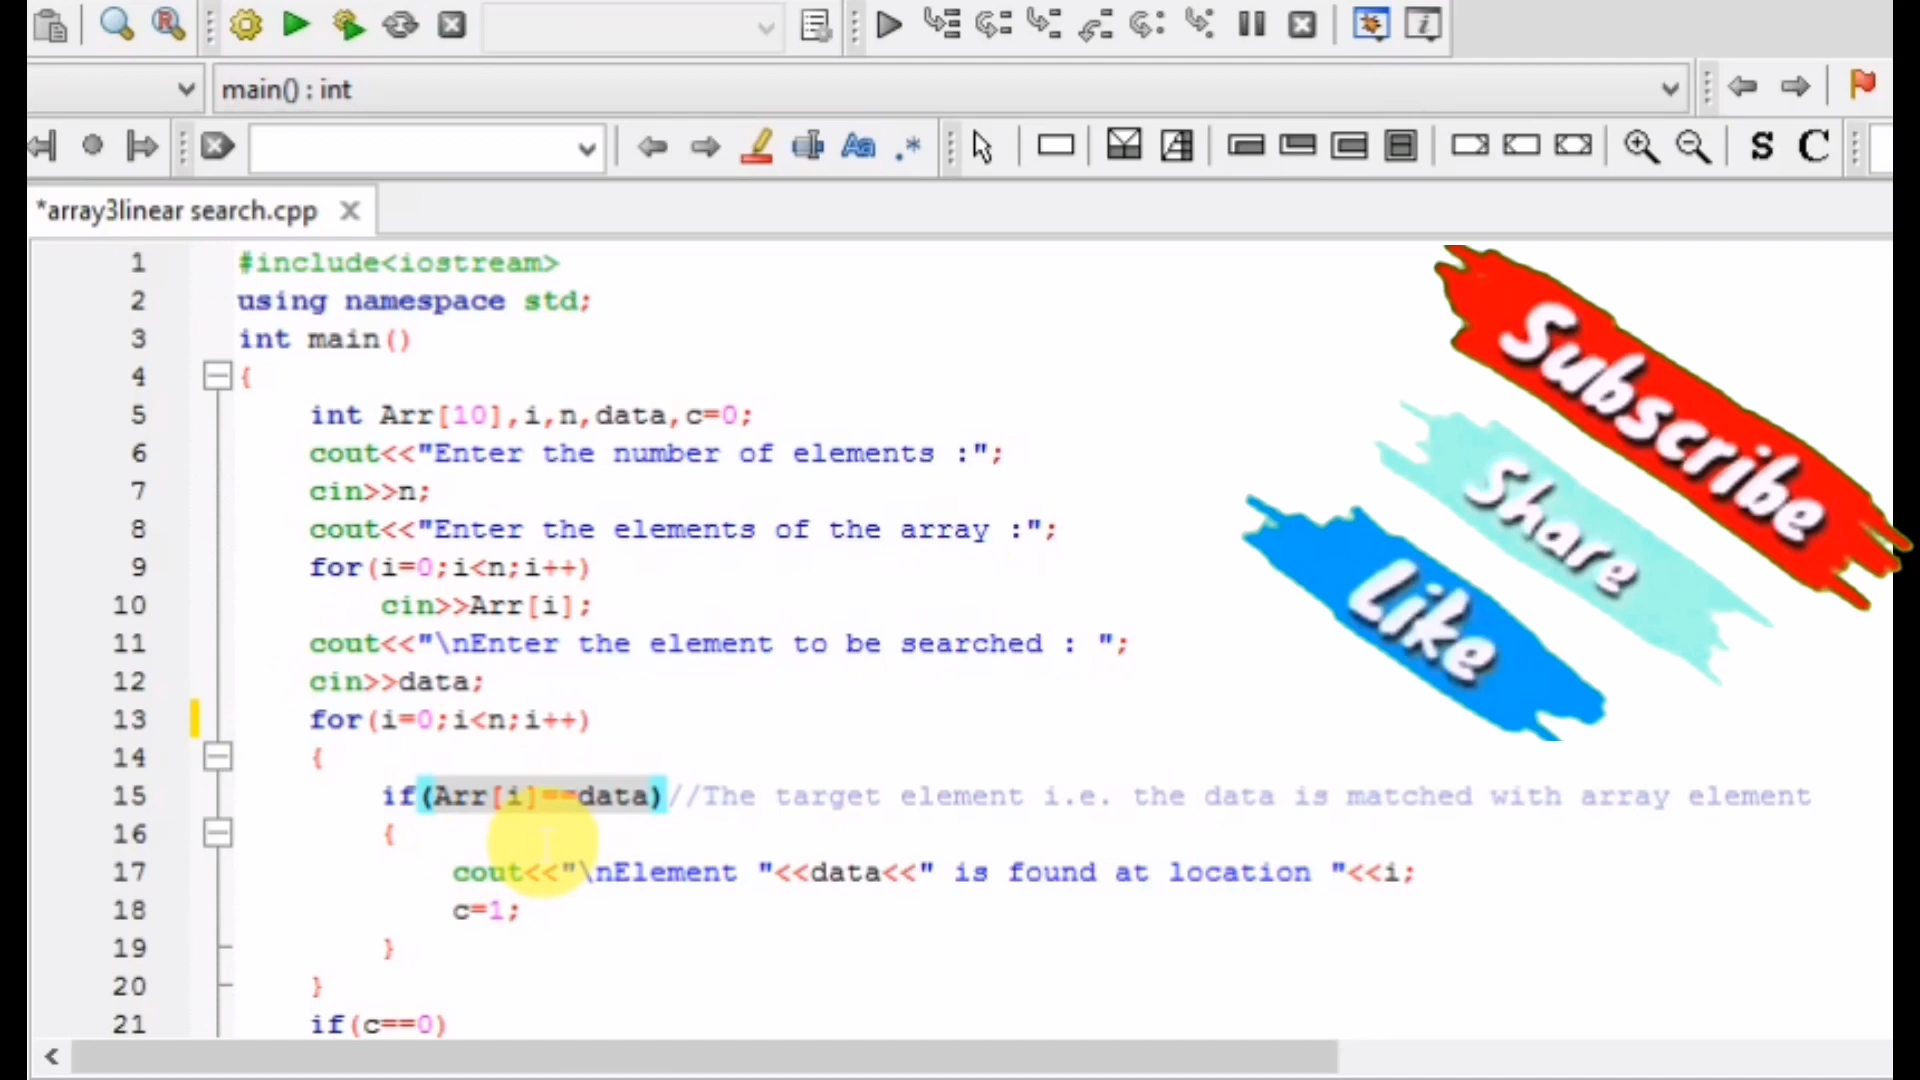 main() : int
S C
*array3linear search.cpp
1 #include<iostream>
2 using namespace std;
3 int main()
4 {
5 int Arr[10],i,n,data,c=0;
6 cout<<"Enter the number of elements :";
7 cin>>n;
8 cout<<"Enter the elements of the array :";
9 for(i=0;i<n;i++)
10 cin>>Arr[i];
11 cout<<"\nEnter the element to be searched : ";
12 cin>>data;
13 for(i=0;i<n;i++)
14 {
15 if(Arr[i]==data)//The target element i.e. the data is matched with array element
16 {
17 cout<<"\nElement "<<data<<" is found at location "<<i;
18 c=1;
19 }
20 }
21 if(c==0)
Subscribe
Share
Like